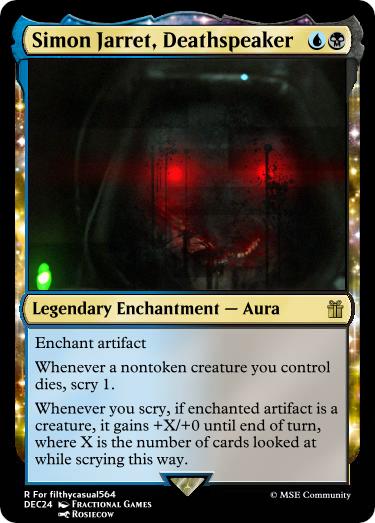 Simon Jarret, Deathspeaker
Legendary Enchantment — Aura
Enchant artifact
Whenever a nontoken creature you control
dies, scry 1.
Whenever you scry, if enchanted artifact is a
creature, it gains +X/+0 until end of turn,
where X is the number of cards looked at
while scrying this way.
R For filthycasual564
DEC24 Fractional Games
Rosiecow
© MSE Community